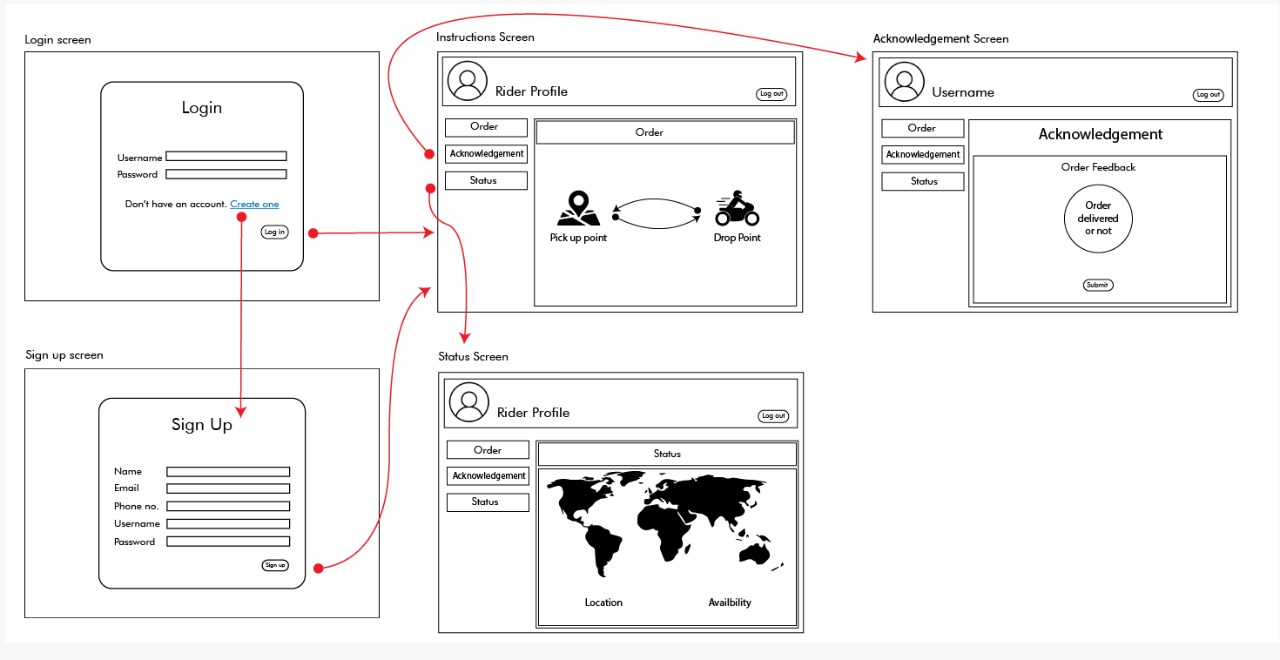 Login screen
Login
Username
Password
Don't have an account. Create one
Log in
Instructions Screen
Rider Profile
Log out
Order
Acknowledgement
Status
Order
Pick up point
Drop Point
Acknowledgement Screen
Username
Log out
Order
Acknowledgement
Status
Acknowledgement
Order Feedback
Order
delivered
or not
Submit
Sign up screen
Sign Up
Name
Email
Phone no.
Username
Password
Sign up
Status Screen
Rider Profile
Log out
Order
Acknowledgement
Status
Status
Location
Availbility